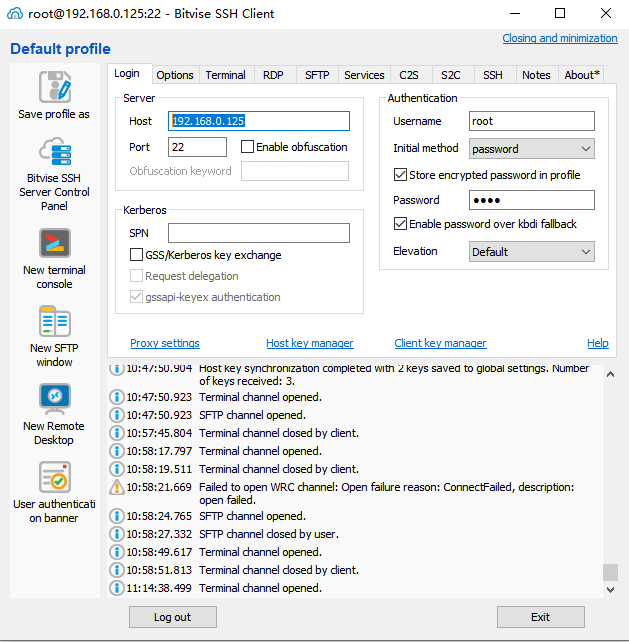 root@192.168.0.125:22 - Bitvise SSH Client
Default profile
Closing and minimization
Save profile as
Bitvise SSH
Server Control
Panel
New terminal
console
New SFTP
window
New Remote
Desktop
User authenticati
on banner
Login Options Terminal RDP SFTP Services C2S S2C SSH Notes About*
Server
Host 192.168.0.125
Port 22 Enable obfuscation
Obfuscation keyword
Kerberos
SPN
GSS/Kerberos key exchange
Request delegation
gssapi-keyex authentication
Authentication
Username root
Initial method password
Store encrypted password in profile
Password ●●●●
Enable password over kbdi fallback
Elevation Default
Proxy settings Host key manager Client key manager Help
10:47:50.904 Host key synchronization completed with 2 keys saved to global settings. Number
of keys received: 3.
10:47:50.923 Terminal channel opened.
10:47:50.923 SFTP channel opened.
10:57:45.804 Terminal channel closed by client.
10:58:17.797 Terminal channel opened.
10:58:19.511 Terminal channel closed by client.
10:58:21.669 Failed to open WRC channel: Open failure reason: ConnectFailed, description:
open failed.
10:58:24.765 SFTP channel opened.
10:58:27.332 SFTP channel closed by user.
10:58:49.617 Terminal channel opened.
10:58:51.813 Terminal channel closed by client.
11:14:38.499 Terminal channel opened.
Log out Exit